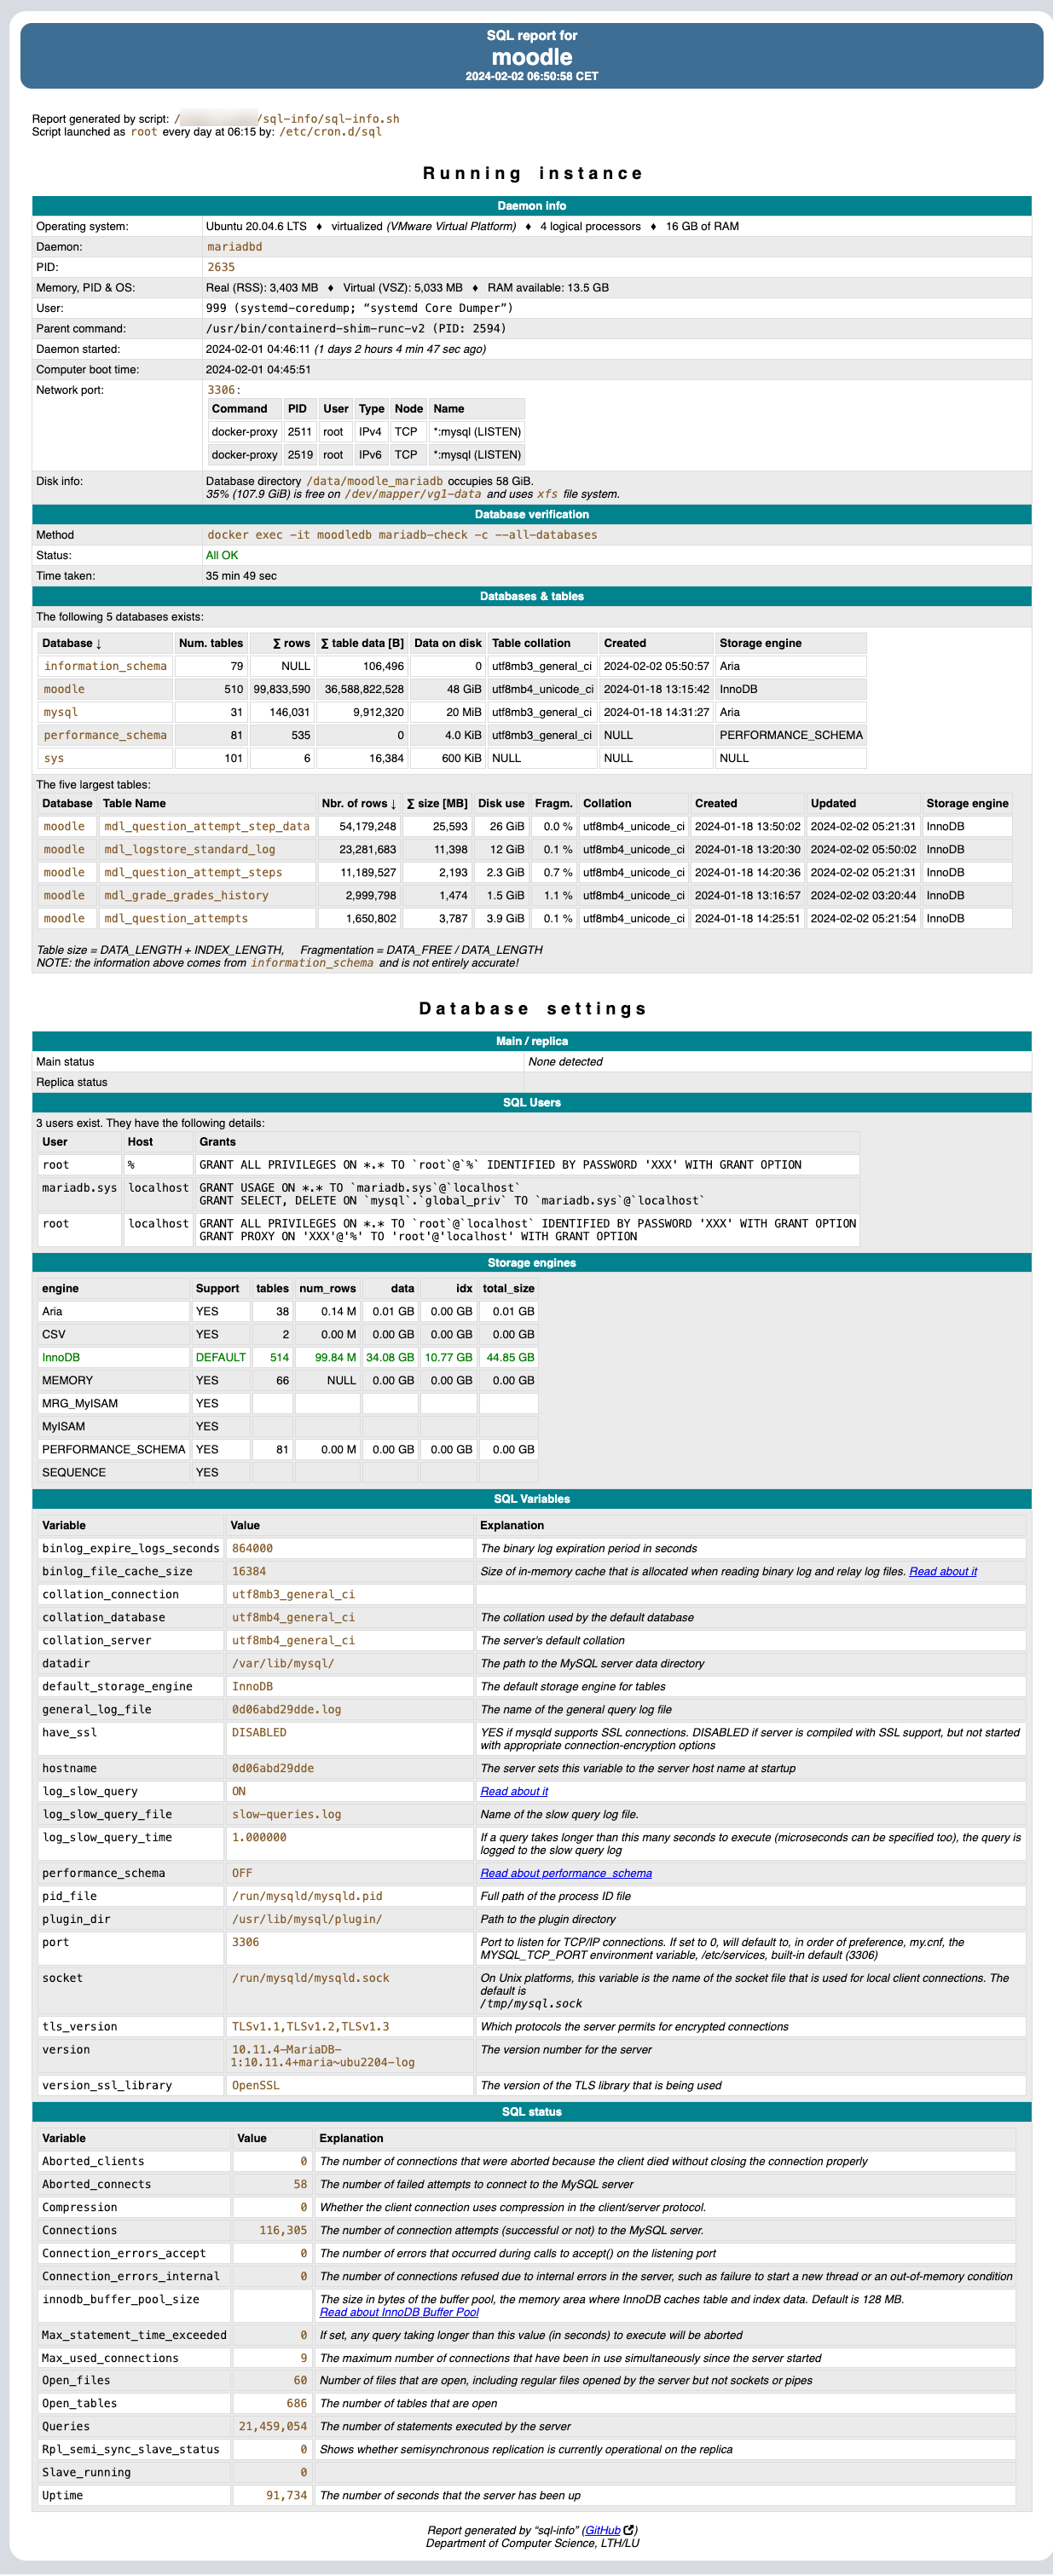 SQL report for
moodle
2024-02-02 06:50:58 CET
Report generated by script: / /sql-info/sql-info.sh
Script launched as root every day at 06:15 by: /etc/cron.d/sql
Running instance
Daemon info
Operating system: Ubuntu 20.04.6 LTS ♦ virtualized (VMware Virtual Platform) ♦ 4 logical processors ♦ 16 GB of RAM
Daemon: mariadbd
PID: 2635
Memory, PID & OS: Real (RSS): 3,403 MB ♦ Virtual (VSZ): 5,033 MB ♦ RAM available: 13.5 GB
User: 999 (systemd-coredump; “systemd Core Dumper”)
Parent command: /usr/bin/containerd-shim-runc-v2 (PID: 2594)
Daemon started: 2024-02-01 04:46:11 (1 days 2 hours 4 min 47 sec ago)
Computer boot time: 2024-02-01 04:45:51
Network port: 3306:
Command PID User Type Node Name
docker-proxy 2511 root IPv4 TCP *:mysql (LISTEN)
docker-proxy 2519 root IPv6 TCP *:mysql (LISTEN)
Disk info: Database directory /data/moodle_mariadb occupies 58 GiB.
35% (107.9 GiB) is free on /dev/mapper/vg1-data and uses xfs file system.
Database verification
Method docker exec -it moodledb mariadb-check -c --all-databases
Status: All OK
Time taken: 35 min 49 sec
Databases & tables
The following 5 databases exists:
Database ↓ Num. tables ∑ rows ∑ table data [B] Data on disk Table collation Created Storage engine
information_schema 79 NULL 106,496 0 utf8mb3_general_ci 2024-02-02 05:50:57 Aria
moodle 510 99,833,590 36,588,822,528 48 GiB utf8mb4_unicode_ci 2024-01-18 13:15:42 InnoDB
mysql 31 146,031 9,912,320 20 MiB utf8mb3_general_ci 2024-01-18 14:31:27 Aria
performance_schema 81 535 0 4.0 KiB utf8mb3_general_ci NULL PERFORMANCE_SCHEMA
sys 101 6 16,384 600 KiB NULL NULL NULL
The five largest tables:
Database Table Name Nbr. of rows ↓ ∑ size [MB] Disk use Fragm. Collation Created Updated Storage engine
moodle mdl_question_attempt_step_data 54,179,248 25,593 26 GiB 0.0 % utf8mb4_unicode_ci 2024-01-18 13:50:02 2024-02-02 05:21:31 InnoDB
moodle mdl_logstore_standard_log 23,281,683 11,398 12 GiB 0.1 % utf8mb4_unicode_ci 2024-01-18 13:20:30 2024-02-02 05:50:02 InnoDB
moodle mdl_question_attempt_steps 11,189,527 2,193 2.3 GiB 0.7 % utf8mb4_unicode_ci 2024-01-18 14:20:36 2024-02-02 05:21:31 InnoDB
moodle mdl_grade_grades_history 2,999,798 1,474 1.5 GiB 1.1 % utf8mb4_unicode_ci 2024-01-18 13:16:57 2024-02-02 03:20:44 InnoDB
moodle mdl_question_attempts 1,650,802 3,787 3.9 GiB 0.1 % utf8mb4_unicode_ci 2024-01-18 14:25:51 2024-02-02 05:21:54 InnoDB
Table size = DATA_LENGTH + INDEX_LENGTH, Fragmentation = DATA_FREE / DATA_LENGTH
NOTE: the information above comes from information_schema and is not entirely accurate!
Database settings
Main / replica
Main status None detected
Replica status
SQL Users
3 users exist. They have the following details:
User Host Grants
root % GRANT ALL PRIVILEGES ON *.* TO `root`@`%` IDENTIFIED BY PASSWORD 'XXX' WITH GRANT OPTION
mariadb.sys localhost GRANT USAGE ON *.* TO `mariadb.sys`@`localhost`
GRANT SELECT, DELETE ON `mysql`.`global_priv` TO `mariadb.sys`@`localhost`
root localhost GRANT ALL PRIVILEGES ON *.* TO `root`@`localhost` IDENTIFIED BY PASSWORD 'XXX' WITH GRANT OPTION
GRANT PROXY ON 'XXX'@'%' TO 'root'@'localhost' WITH GRANT OPTION
Storage engines
engine Support tables num_rows data idx total_size
Aria YES 38 0.14 M 0.01 GB 0.00 GB 0.01 GB
CSV YES 2 0.00 M 0.00 GB 0.00 GB 0.00 GB
InnoDB DEFAULT 514 99.84 M 34.08 GB 10.77 GB 44.85 GB
MEMORY YES 66 NULL 0.00 GB 0.00 GB 0.00 GB
MRG_MyISAM YES
MyISAM YES
PERFORMANCE_SCHEMA YES 81 0.00 M 0.00 GB 0.00 GB 0.00 GB
SEQUENCE YES
SQL Variables
Variable Value Explanation
binlog_expire_logs_seconds 864000 The binary log expiration period in seconds
binlog_file_cache_size 16384 Size of in-memory cache that is allocated when reading binary log and relay log files. Read about it
collation_connection utf8mb3_general_ci
collation_database utf8mb4_general_ci The collation used by the default database
collation_server utf8mb4_general_ci The server's default collation
datadir /var/lib/mysql/ The path to the MySQL server data directory
default_storage_engine InnoDB The default storage engine for tables
general_log_file 0d06abd29dde.log The name of the general query log file
have_ssl DISABLED YES if mysqld supports SSL connections. DISABLED if server is compiled with SSL support, but not started
with appropriate connection-encryption options
hostname 0d06abd29dde The server sets this variable to the server host name at startup
log_slow_query ON Read about it
log_slow_query_file slow-queries.log Name of the slow query log file.
log_slow_query_time 1.000000 If a query takes longer than this many seconds to execute (microseconds can be specified too), the query is
logged to the slow query log
performance_schema OFF Read about performance_schema
pid_file /run/mysqld/mysqld.pid Full path of the process ID file
plugin_dir /usr/lib/mysql/plugin/ Path to the plugin directory
port 3306 Port to listen for TCP/IP connections. If set to 0, will default to, in order of preference, my.cnf, the
MYSQL_TCP_PORT environment variable, /etc/services, built-in default (3306)
socket /run/mysqld/mysqld.sock On Unix platforms, this variable is the name of the socket file that is used for local client connections. The
default is
/tmp/mysql.sock
tls_version TLSv1.1,TLSv1.2,TLSv1.3 Which protocols the server permits for encrypted connections
version 10.11.4-MariaDB- The version number for the server
1:10.11.4+maria~ubu2204-log
version_ssl_library OpenSSL The version of the TLS library that is being used
SQL status
Variable Value Explanation
Aborted_clients 0 The number of connections that were aborted because the client died without closing the connection properly
Aborted_connects 58 The number of failed attempts to connect to the MySQL server
Compression 0 Whether the client connection uses compression in the client/server protocol.
Connections 116,305 The number of connection attempts (successful or not) to the MySQL server.
Connection_errors_accept 0 The number of errors that occurred during calls to accept() on the listening port
Connection_errors_internal 0 The number of connections refused due to internal errors in the server, such as failure to start a new thread or an out-of-memory condition
innodb_buffer_pool_size The size in bytes of the buffer pool, the memory area where InnoDB caches table and index data. Default is 128 MB.
Read about InnoDB Buffer Pool
Max_statement_time_exceeded 0 If set, any query taking longer than this value (in seconds) to execute will be aborted
Max_used_connections 9 The maximum number of connections that have been in use simultaneously since the server started
Open_files 60 Number of files that are open, including regular files opened by the server but not sockets or pipes
Open_tables 686 The number of tables that are open
Queries 21,459,054 The number of statements executed by the server
Rpl_semi_sync_slave_status 0 Shows whether semisynchronous replication is currently operational on the replica
Slave_running 0
Uptime 91,734 The number of seconds that the server has been up
Report generated by “sql-info” (GitHub)
Department of Computer Science, LTH/LU